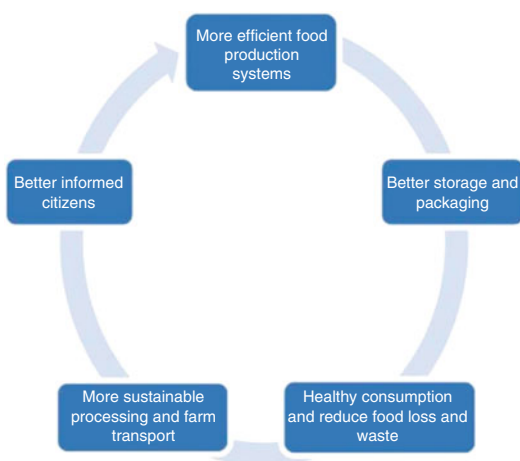 More efficient food
production
systems
Better storage and
packaging
Healthy consumption
and reduce food loss and
waste
More sustainable
processing and farm
transport
Better informed
citizens